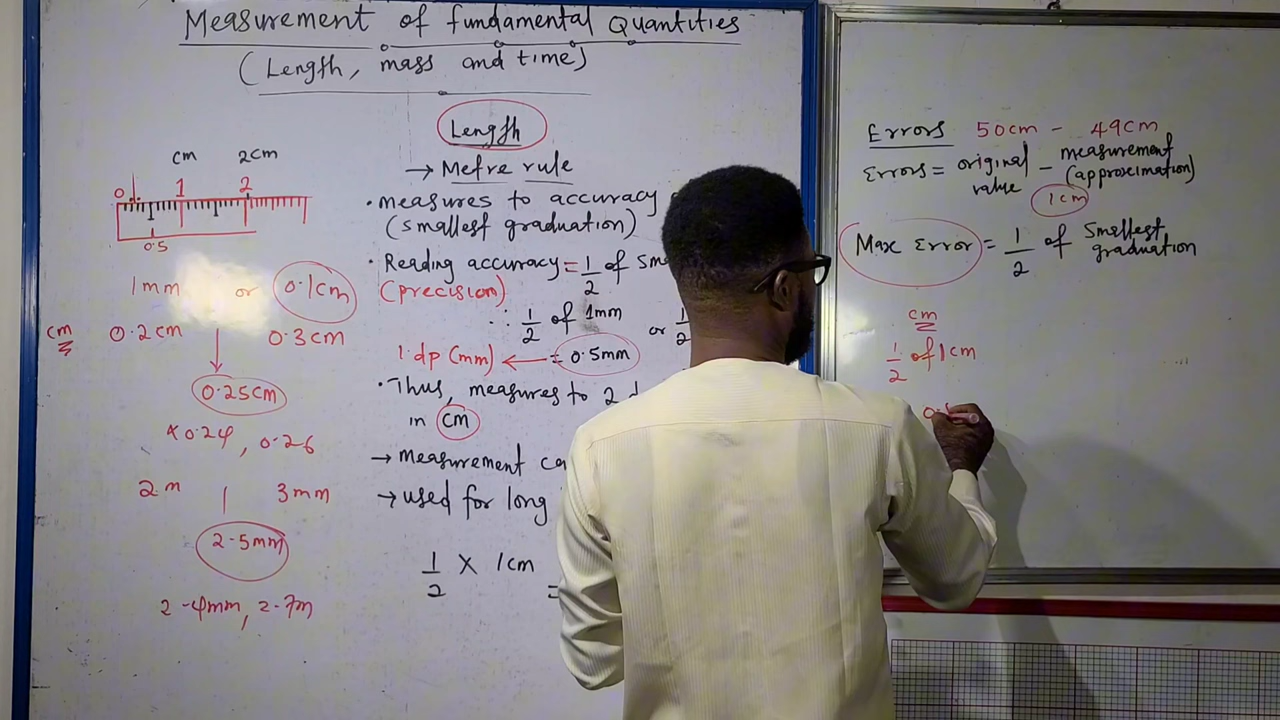 Measurement of fundamental Quantities
(Length, mass and time)
Length
→ Metre rule
• measures to accuracy
(smallest graduation)
• Reading accuracy = 1/2 of
(precision)
∴ 1/2 of 1mm or
1.dp (mm) ← = 0.5mm
• Thus, measures to 2
in cm
→ measurement
→ used for long
1/2 × 1cm
=
cm 2cm
0 1 2
0.5
1mm or 0.1cm
cm 0.2cm 0.3cm
0.25cm
0.24, 0.26
2m 3mm
2.5mm
2.4mm, 2.7m
Errors 50cm - 49cm
Errors = original value - measurement (approximation)
1cm
Max Error = 1/2 of smallest graduation
cm
1/2 of 1cm